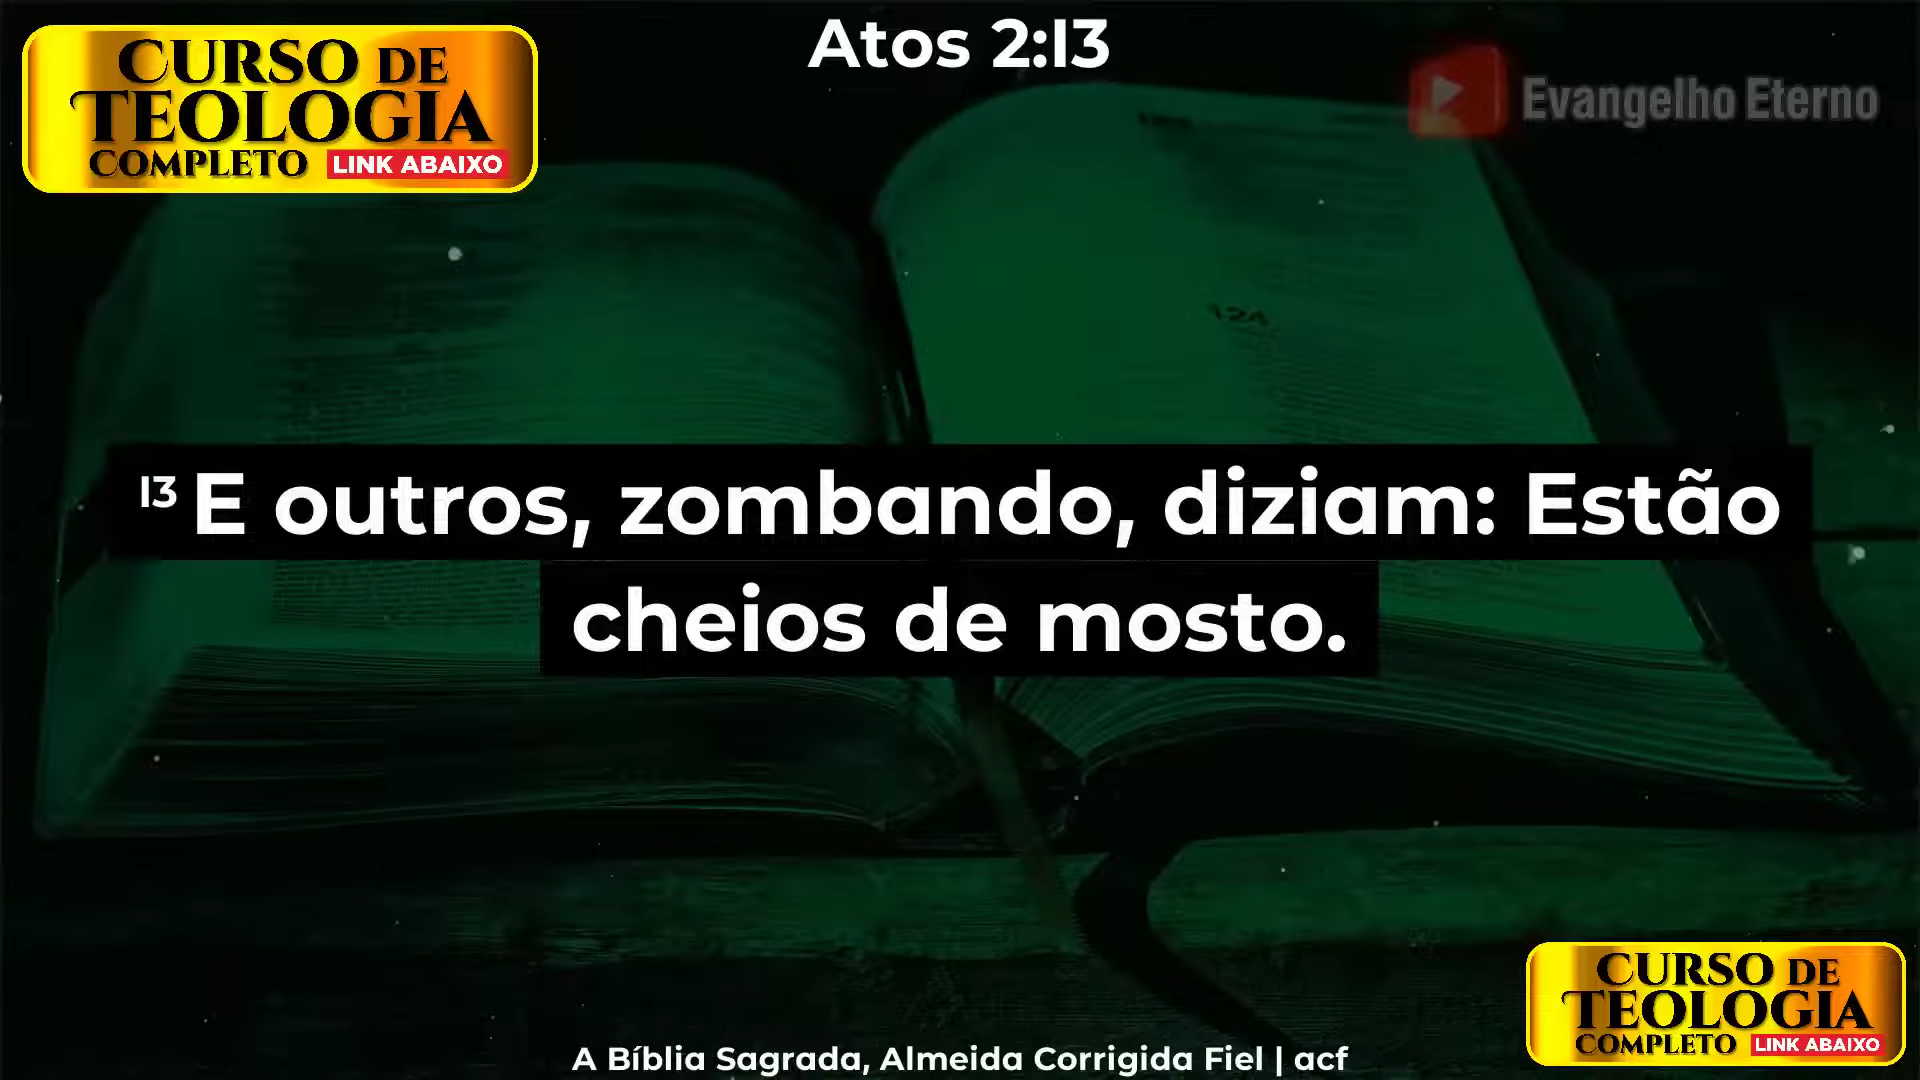 Atos 2:13
CURSO DE
TEOLOGIA
COMPLETO LINK ABAIXO
Evangelho Eterno
124
13 E outros, zombando, diziam: Estão
cheios de mosto.
CURSO DE
TEOLOGIA
COMPLETO LINK ABAIXO
A Bíblia Sagrada, Almeida Corrigida Fiel | acf